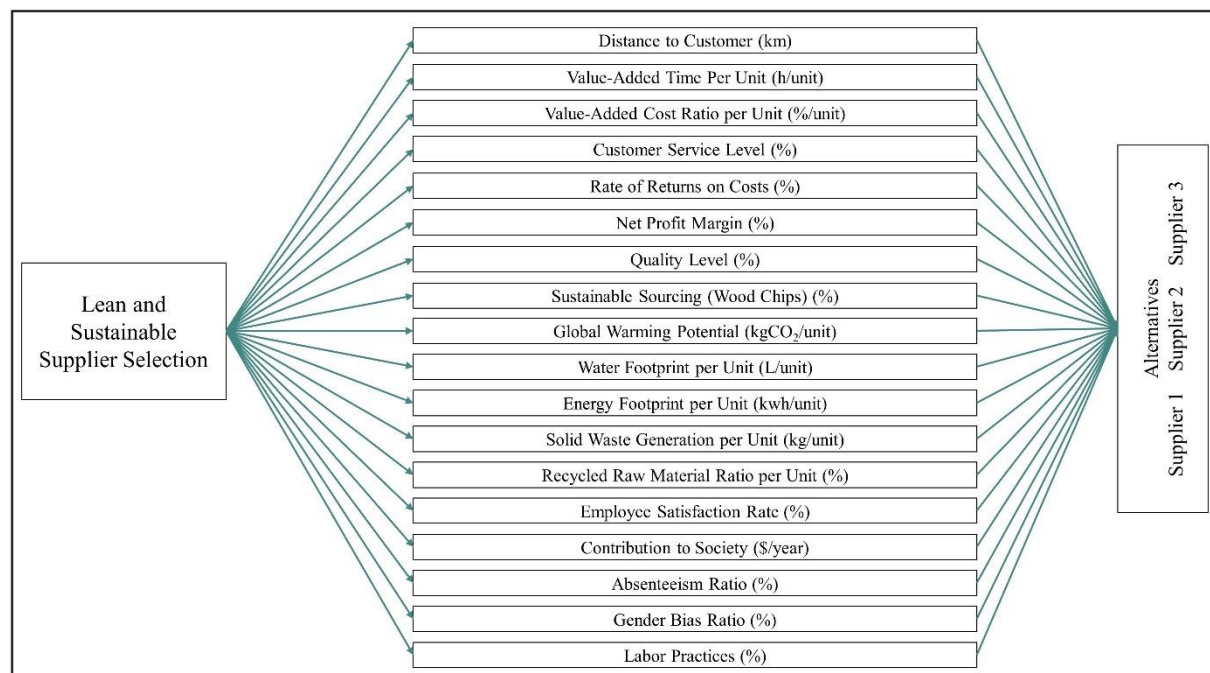 Lean and
Sustainable
Supplier Selection
Distance to Customer (km)
Value-Added Time Per Unit (h/unit)
Value-Added Cost Ratio per Unit (%/unit)
Customer Service Level (%)
Rate of Returns on Costs (%)
Net Profit Margin (%)
Quality Level (%)
Sustainable Sourcing (Wood Chips) (%)
Global Warming Potential (kgCO₂/unit)
Water Footprint per Unit (L/unit)
Energy Footprint per Unit (kwh/unit)
Solid Waste Generation per Unit (kg/unit)
Recycled Raw Material Ratio per Unit (%)
Employee Satisfaction Rate (%)
Contribution to Society ($/year)
Absenteeism Ratio (%)
Gender Bias Ratio (%)
Labor Practices (%)
Alternatives
Supplier 1 Supplier 2 Supplier 3